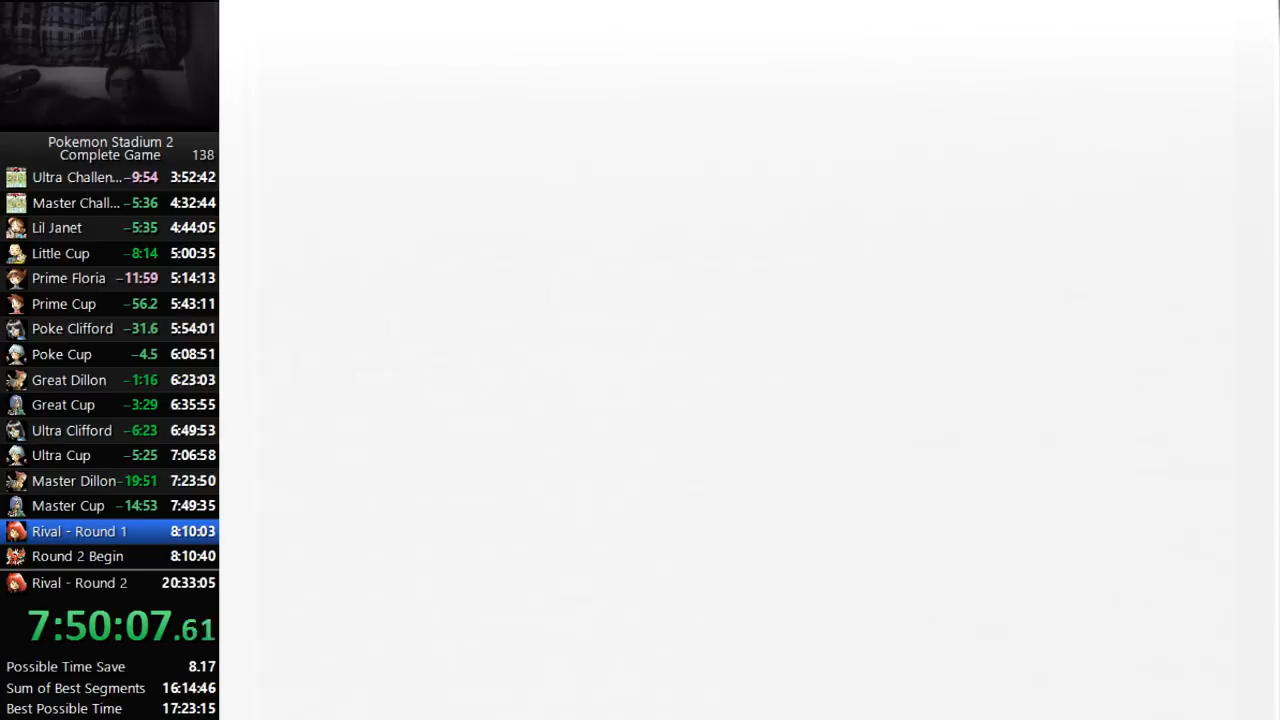 Pokemon Stadium 2
Complete Game 138
Ultra Challen... −9:54 3:52:42
Master Chall... −5:36 4:32:44
Lil Janet −5:35 4:44:05
Little Cup −8:14 5:00:35
Prime Floria −11:59 5:14:13
Prime Cup −56.2 5:43:11
Poke Clifford −31.6 5:54:01
Poke Cup −4.5 6:08:51
Great Dillon −1:16 6:23:03
Great Cup −3:29 6:35:55
Ultra Clifford −6:23 6:49:53
Ultra Cup −5:25 7:06:58
Master Dillon −19:51 7:23:50
Master Cup −14:53 7:49:35
Rival - Round 1 8:10:03
Round 2 Begin 8:10:40
Rival - Round 2 20:33:05
7:50:07.61
Possible Time Save 8.17
Sum of Best Segments 16:14:46
Best Possible Time 17:23:15